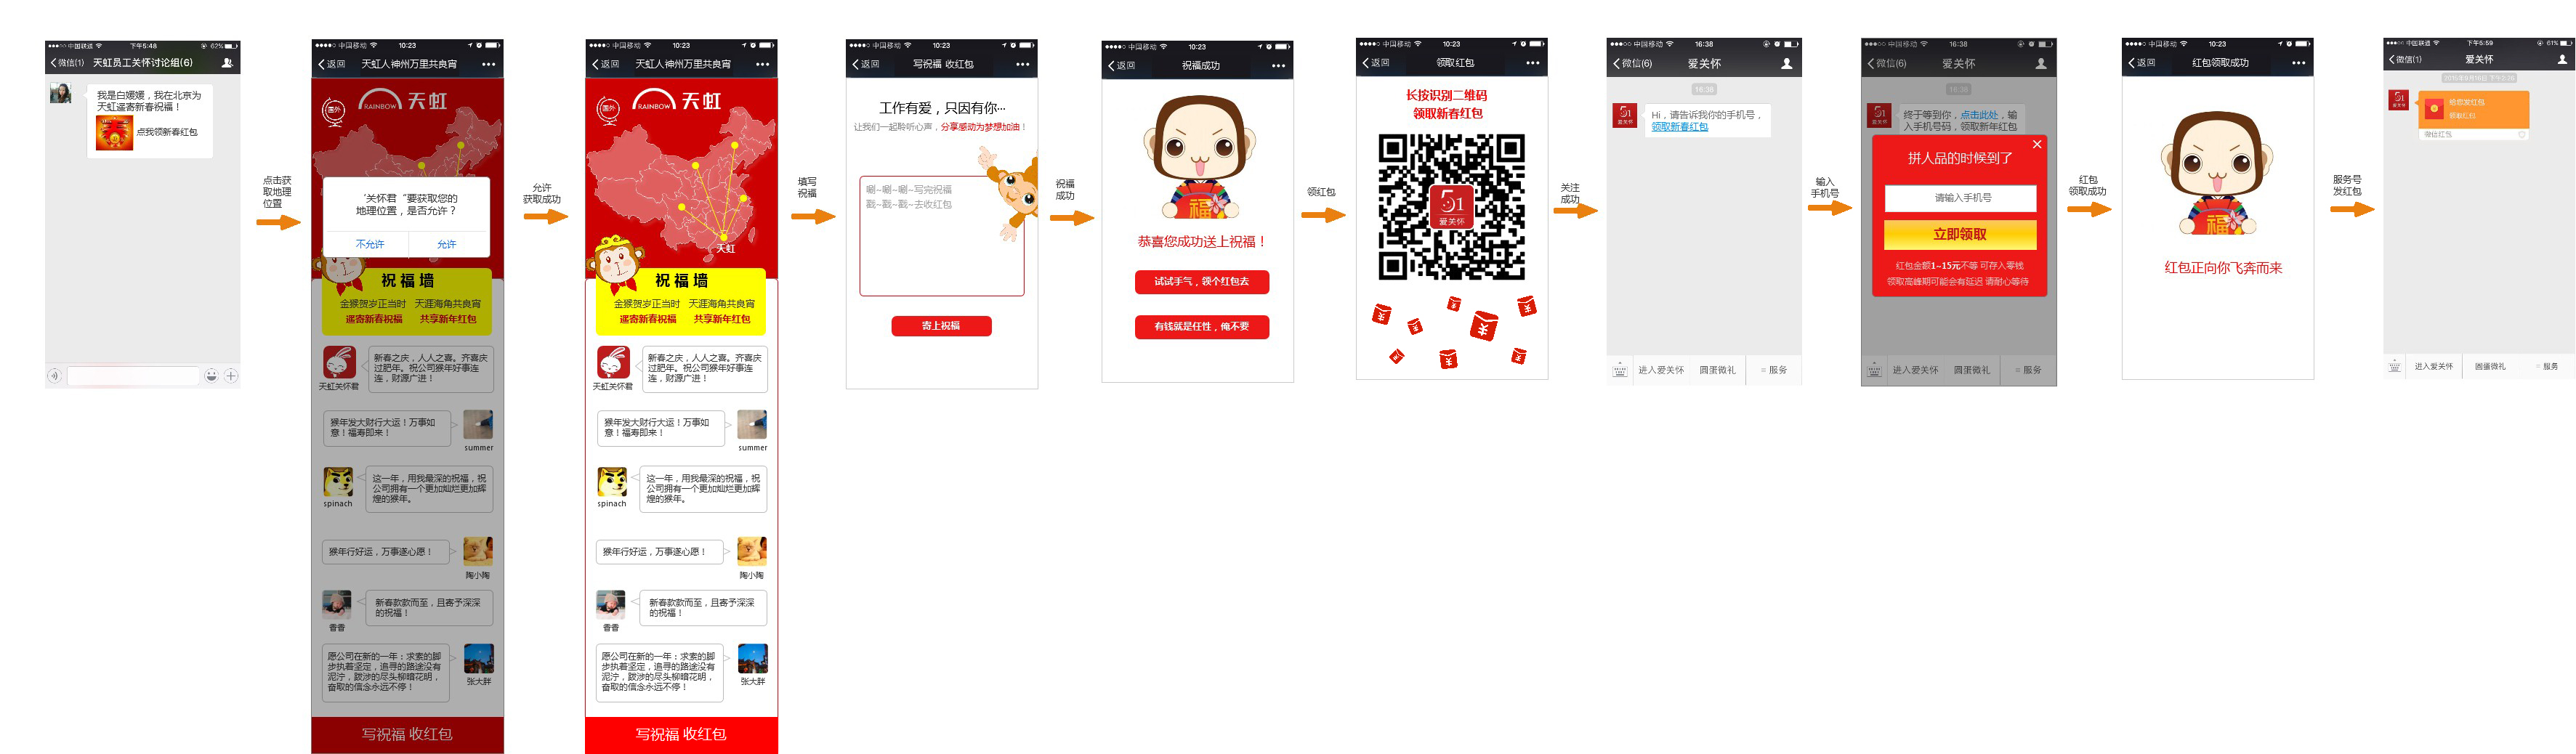 中国联通 下午5:48 62%
微信(1) 天虹员工关怀讨论组(6)
我是白媛媛，我在北京为
天虹遥寄新春祝福！
点我领新春红包
点击获
取地理
位置
中国移动 10:23
返回 天虹人神州万里共良宵
国外
RAINBOW 天虹
“关怀君“要获取您的
地理位置，是否允许？
不允许 允许
祝福墙
金猴贺岁正当时 天涯海角共良宵
遥寄新春祝福 共享新年红包
新春之庆，人人之喜。齐喜庆
过肥年。祝公司猴年好事连
连，财源广进！
天虹关怀君
猴年发大财行大运！万事如
意！福寿即来！
summer
这一年，用我最深的祝福，祝
公司拥有一个更加灿烂更加辉
煌的猴年。
spinach
猴年行好运，万事遂心愿！
陶小陶
新春款款而至，且寄予深深
的祝福！
香香
愿公司在新的一年：求索的脚
步执着坚定，追寻的路途没有
泥泞，跋涉的尽头柳暗花明，
奋取的信念永远不停！
张大胖
写祝福 收红包
允许
获取成功
中国移动 10:23
返回 天虹人神州万里共良宵
国外
RAINBOW 天虹
天虹
祝福墙
金猴贺岁正当时 天涯海角共良宵
遥寄新春祝福 共享新年红包
新春之庆，人人之喜。齐喜庆
过肥年。祝公司猴年好事连
连，财源广进！
天虹关怀君
猴年发大财行大运！万事如
意！福寿即来！
summer
这一年，用我最深的祝福，祝
公司拥有一个更加灿烂更加辉
煌的猴年。
spinach
猴年行好运，万事遂心愿！
陶小陶
新春款款而至，且寄予深深
的祝福！
香香
愿公司在新的一年：求索的脚
步执着坚定，追寻的路途没有
泥泞，跋涉的尽头柳暗花明，
奋取的信念永远不停！
张大胖
写祝福 收红包
填写
祝福
中国移动 10:23
返回 写祝福 收红包
工作有爱，只因有你···
让我们一起聆听心声，分享感动为梦想加油！
唰~唰~唰~写完祝福
戳~戳~戳~去收红包
寄上祝福
祝福
成功
中国移动 10:23
返回 祝福成功
福
恭喜您成功送上祝福！
试试手气，领个红包去
有钱就是任性，俺不要
领红包
中国移动 10:23
返回 领取红包
长按识别二维码
领取新春红包
51
爱关怀
关注
成功
中国移动 16:38
微信(6) 爱关怀
16:38
51
爱关怀
Hi，请告诉我你的手机号，
领取新春红包
进入爱关怀 圆蛋微礼 服务
输入
手机号
中国移动 16:38
微信(6) 爱关怀
16:38
51
爱关怀
终于等到你，点击此处，输
入手机号码，领取新年红包
拼人品的时候到了
请输入手机号
立即领取
红包金额1~15元不等 可存入零钱
领取高峰期可能会有延迟 请耐心等待
进入爱关怀 圆蛋微礼 服务
红包
领取成功
中国移动 10:23
返回 红包领取成功
福
红包正向你飞奔而来
服务号
发红包
中国联通 下午5:59 61%
微信(1) 爱关怀
给您发红包
领取红包
微信红包
进入爱关怀 圆蛋微礼 服务